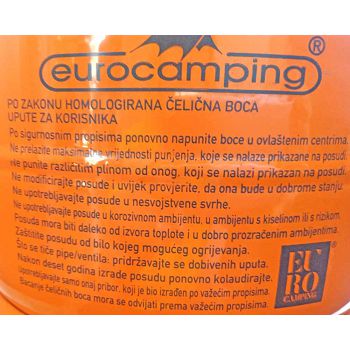 eurocamping®
PO ZAKONU HOMOLOGIRANA ČELIČNA BOCA
UPUTE ZA KORISNIKA
Po sigurnosnim propisima ponovno napunite boce u ovlaštenim centrima.
Ne prelazite maksimalne vrijednosti punjenja, koje se nalaze prikazane na posudi.
Ne punite različitim plinom od onog, koji se nalazi prikazan na posudi.
Ne modificirajte posude i uvijek provjerite, da ona bude u dobrome stanju.
Ne upotrebljavajte posude u nesvojstvene svrhe.
Ne upotrebljavajte posude u korozivnom ambijentu, u ambijentu s kiselinom ili s rizikom.
Posuda mora biti daleko od izvora toplote i u dobro prozračenim ambijentima.
Zaštitite posudu od bilo kojeg mogućeg ogrijevanja.
Što se tiče pipe/ventila: pridržavajte se dobivenih uputa.
Nakon deset godina izrade posudu ponovno kolaudirajte.
Upotrebljavajte samo onaj pribor, koji je bio izrađen po važećim propisima.
Bacanje čeličnih boca mora se odvijati prema važećim propisima.
EU
RO
CAMPING